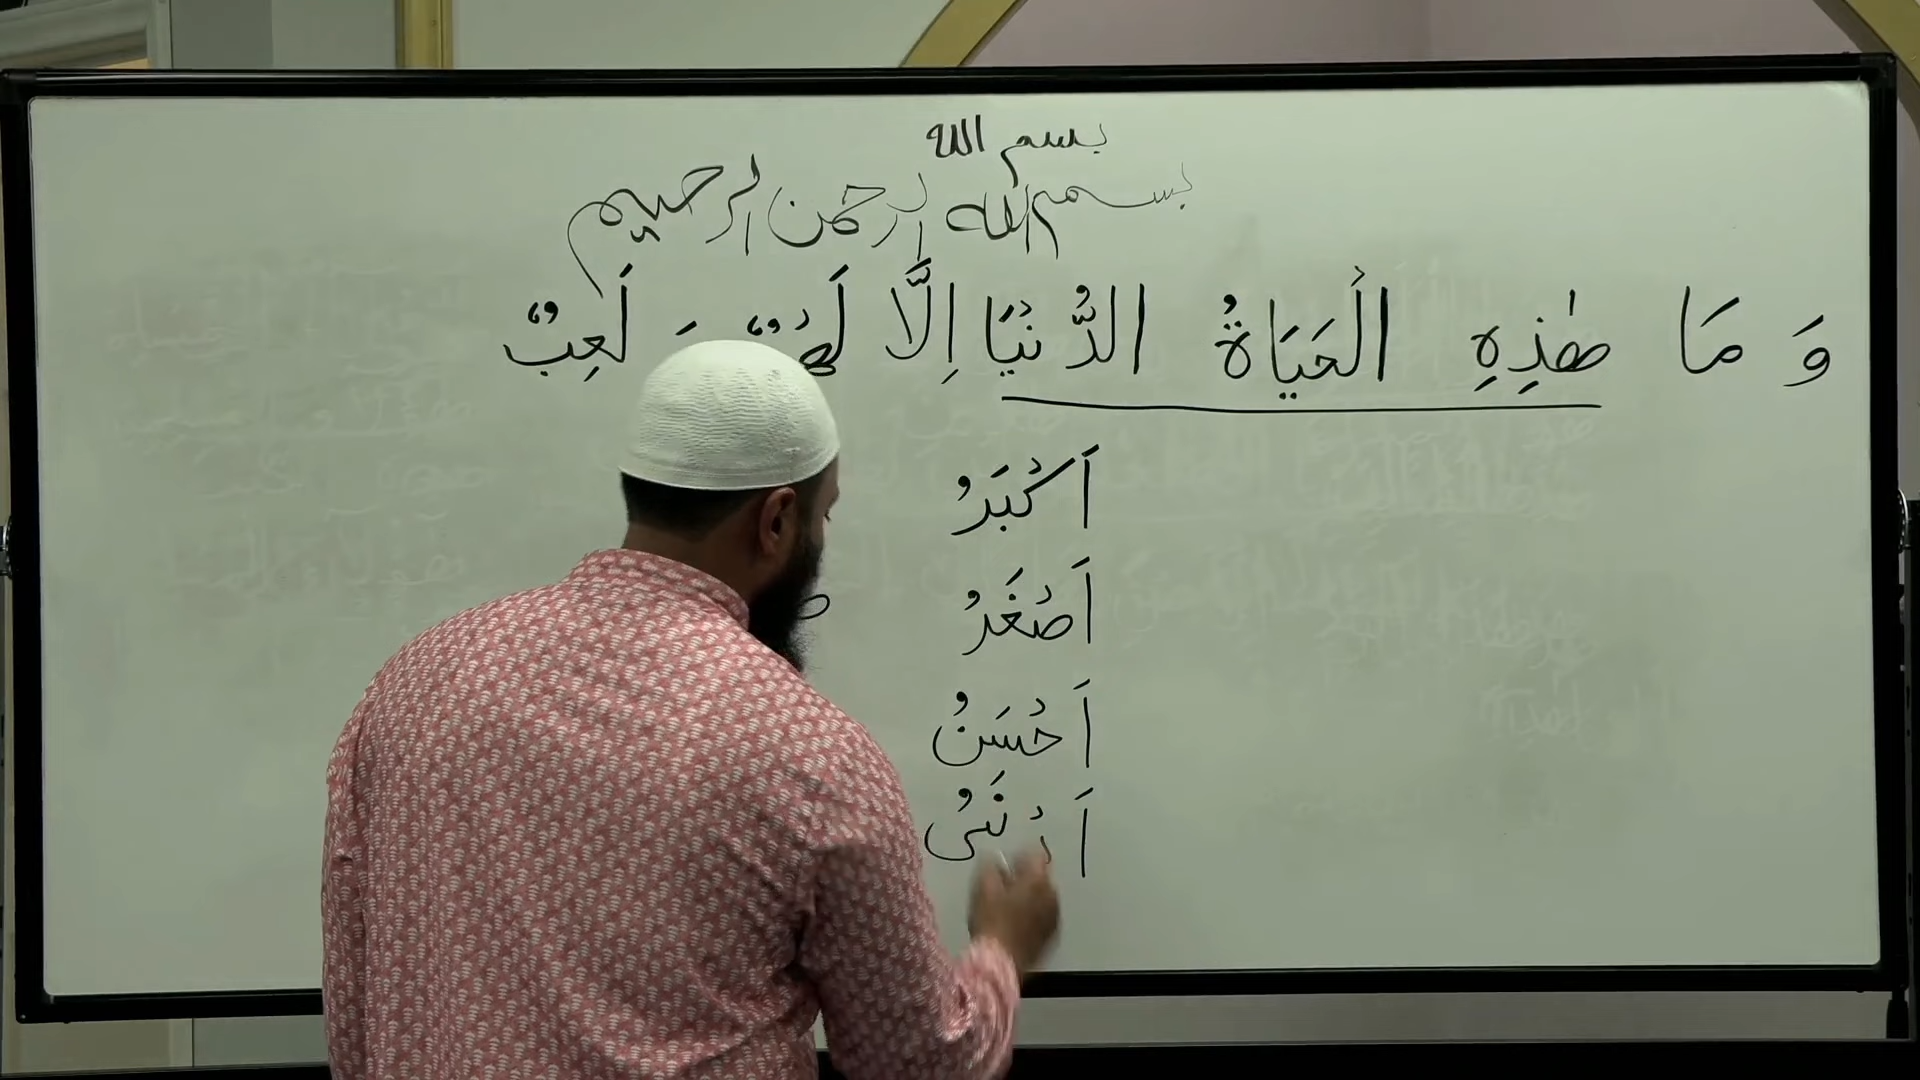 بسم الله
بسم الله الرحمن الرحيم
وَ مَا هٰذِهِ الْحَيَاةُ الدُّنْيَا اِلَّا لَهْوٌ وَ لَعِبٌ
اَكْبَرُ
اَصْغَرُ
اَحْسَنُ
اَدْنَىُ